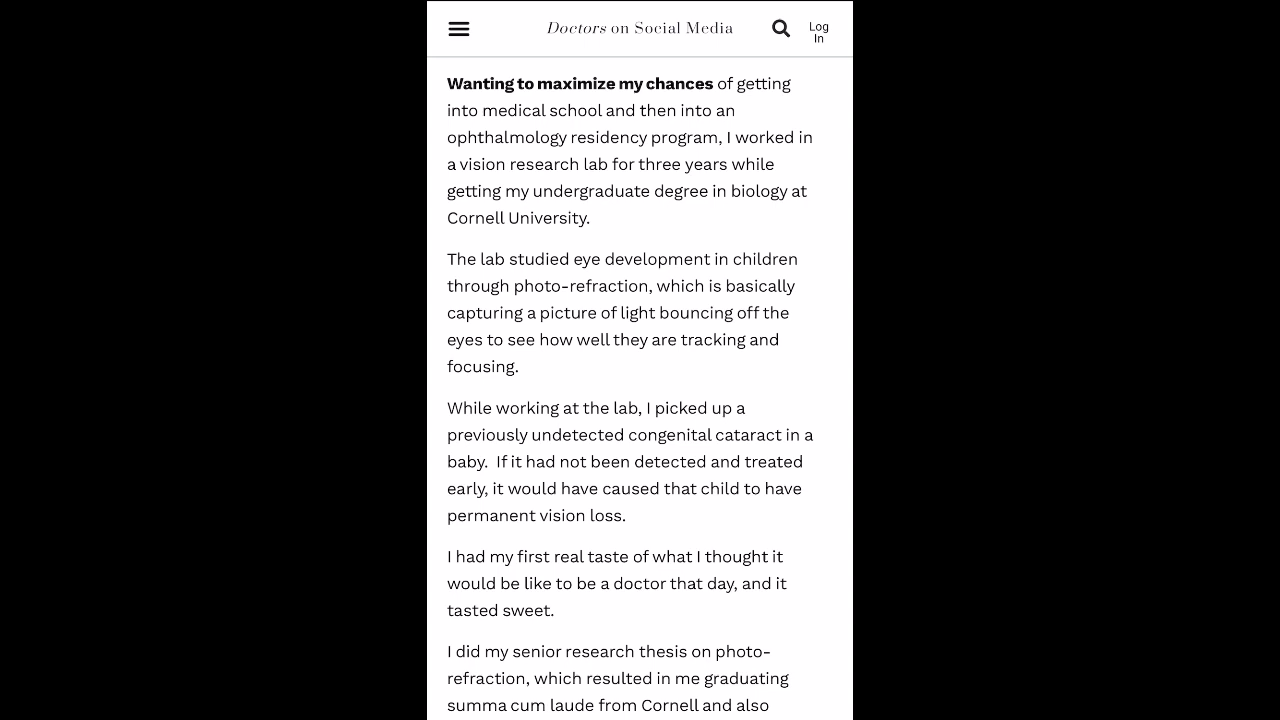 Doctors on Social Media
Log
In
Wanting to maximize my chances of getting
into medical school and then into an
ophthalmology residency program, I worked in
a vision research lab for three years while
getting my undergraduate degree in biology at
Cornell University.
The lab studied eye development in children
through photo-refraction, which is basically
capturing a picture of light bouncing off the
eyes to see how well they are tracking and
focusing.
While working at the lab, I picked up a
previously undetected congenital cataract in a
baby.  If it had not been detected and treated
early, it would have caused that child to have
permanent vision loss.
I had my first real taste of what I thought it
would be like to be a doctor that day, and it
tasted sweet.
I did my senior research thesis on photo-
refraction, which resulted in me graduating
summa cum laude from Cornell and also